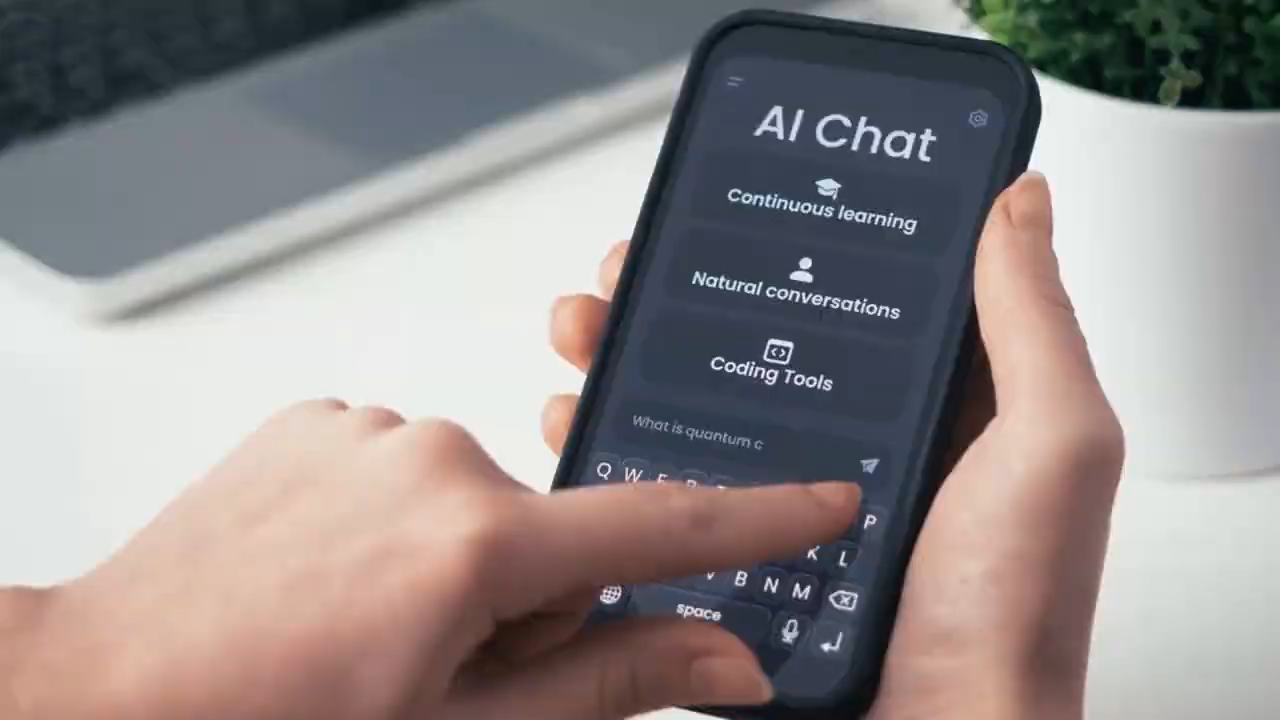 AI Chat
Continuous learning
Natural conversations
Coding Tools
What is quantum c
Q W E R
P
K L
V B N M
space